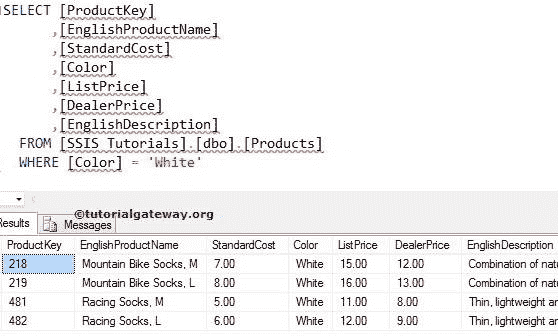 SELECT [ProductKey]
,[EnglishProductName]
,[StandardCost]
,[Color]
,[ListPrice]
,[DealerPrice]
,[EnglishDescription]
FROM [SSIS Tutorials].[dbo].[Products]
WHERE [Color] = 'White'
©tutorialgateway.org
Results Messages
ProductKey EnglishProductName StandardCost Color ListPrice DealerPrice EnglishDescription
218 Mountain Bike Socks, M 7.00 White 15.00 12.00 Combination of nat
219 Mountain Bike Socks, L 8.00 White 16.00 13.00 Combination of nat
481 Racing Socks, M 5.00 White 11.00 8.00 Thin, lightweight a
482 Racing Socks, L 6.00 White 12.00 9.00 Thin, lightweight a